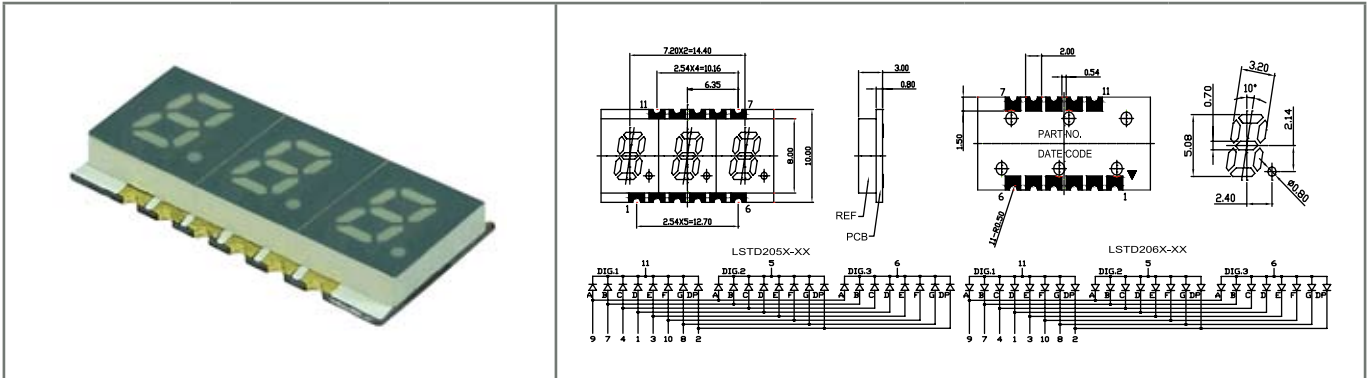 7.20X2=14.40
2.54X4=10.16
6.35
11
7
8.00
10.00
1
6
2.54X5=12.70
3.00
0.80
REF
PCB
2.00
0.54
7
11
1.50
PART NO.
DATE CODE
6
1
11-R0.50
3.20
10°
0.70
5.08
2.14
2.40
ø0.80
LSTD205X-XX
DIG.1 11 DIG.2 5 DIG.3 6
A B C D E F G DP A B C D E F G DP A B C D E F G DP
9 7 4 1 3 10 8 2
LSTD206X-XX
DIG.1 11 DIG.2 5 DIG.3 6
A B C D E F G DP A B C D E F G DP A B C D E F G DP
9 7 4 1 3 10 8 2